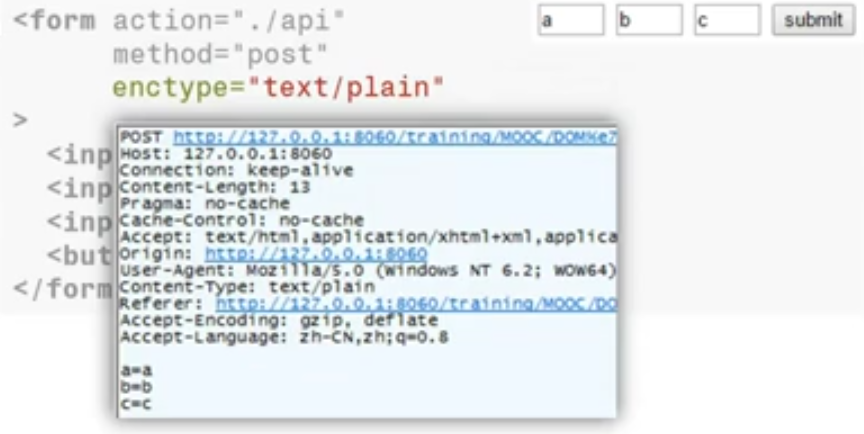 <form action="./api"
method="post"
enctype="text/plain"
>
<inp
<inp
<inp
<but
</form
a b c submit
POST http://127.0.0.1:8060/training/MOOC/DOM%e7
Host: 127.0.0.1:8060
Connection: keep-alive
Content-Length: 13
Pragma: no-cache
Cache-Control: no-cache
Accept: text/html,application/xhtml+xml,applica
Origin: http://127.0.0.1:8060
User-Agent: Mozilla/5.0 (Windows NT 6.2; WOW64)
Content-Type: text/plain
Referer: http://127.0.0.1:8060/training/MOOC/DO
Accept-Encoding: gzip, deflate
Accept-Language: zh-CN,zh;q=0.8
a=a
b=b
c=c